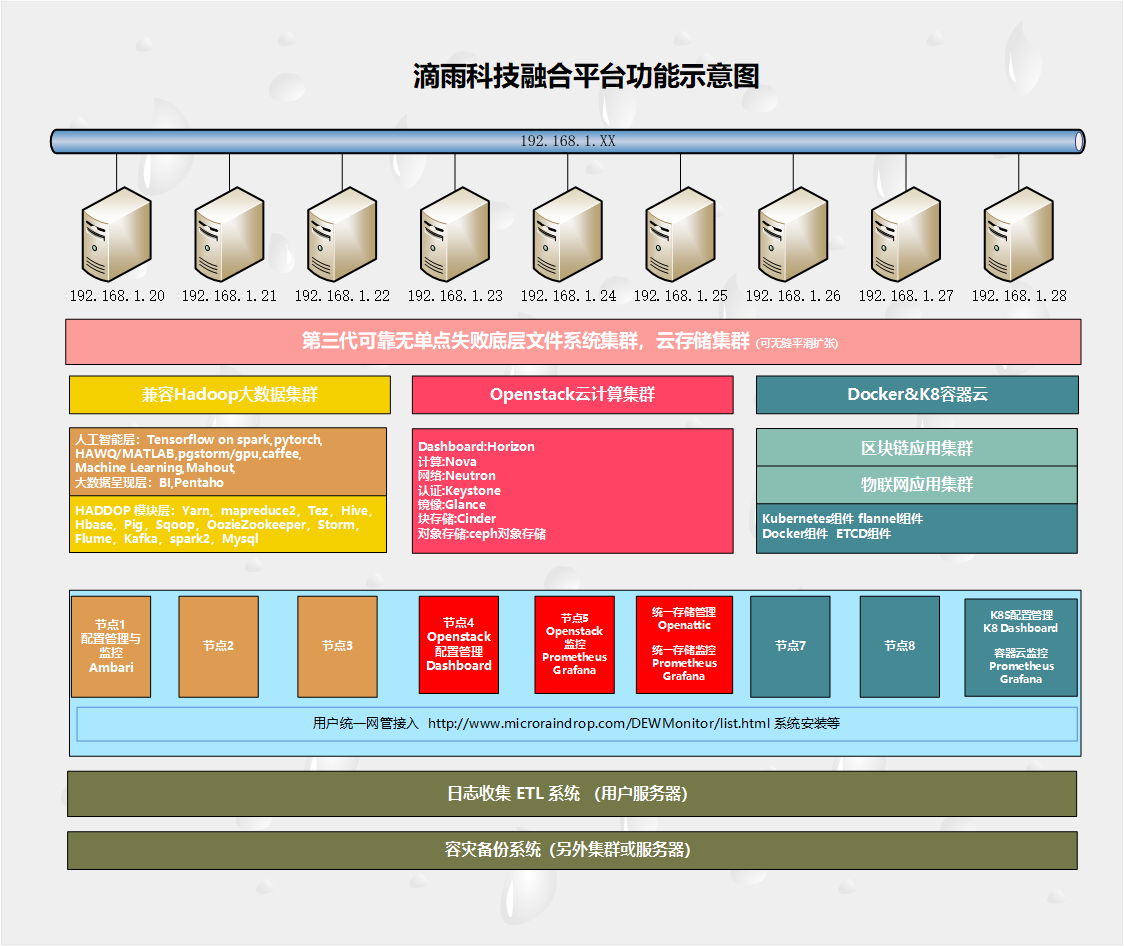 滴雨科技融合平台功能示意图
192.168.1.XX
192.168.1.20
192.168.1.21
192.168.1.22
192.168.1.23
192.168.1.24
192.168.1.25
192.168.1.26
192.168.1.27
192.168.1.28
第三代可靠无单点失败底层文件系统集群，云存储集群 (可无缝平滑扩张)
兼容Hadoop大数据集群
Openstack云计算集群
Docker&K8容器云
人工智能层：Tensorflow on spark,pytorch,
HAWQ/MATLAB,pgstorm/gpu,caffee,
Machine Learning,Mahout,
大数据呈现层：BI,Pentaho
HADDOP 模块层：Yarn，mapreduce2，Tez，Hive，
Hbase，Pig，Sqoop，OozieZookeeper，Storm，
Flume，Kafka，spark2，Mysql
Dashboard:Horizon
计算:Nova
网络:Neutron
认证:Keystone
镜像:Glance
块存储:Cinder
对象存储:ceph对象存储
区块链应用集群
物联网应用集群
Kubernetes组件 flannel组件
Docker组件 ETCD组件
节点1
配置管理与
监控
Ambari
节点2
节点3
节点4
Openstack
配置管理
Dashboard
节点5
Openstack
监控
Prometheus
Grafana
统一存储管理
Openattic
统一存储监控
Prometheus
Grafana
节点7
节点8
K8S配置管理
K8 Dashboard
容器云监控
Prometheus
Grafana
用户统一网管接入 http://www.microraindrop.com/DEWMonitor/list.html 系统安装等
日志收集 ETL 系统 （用户服务器）
容灾备份系统（另外集群或服务器）